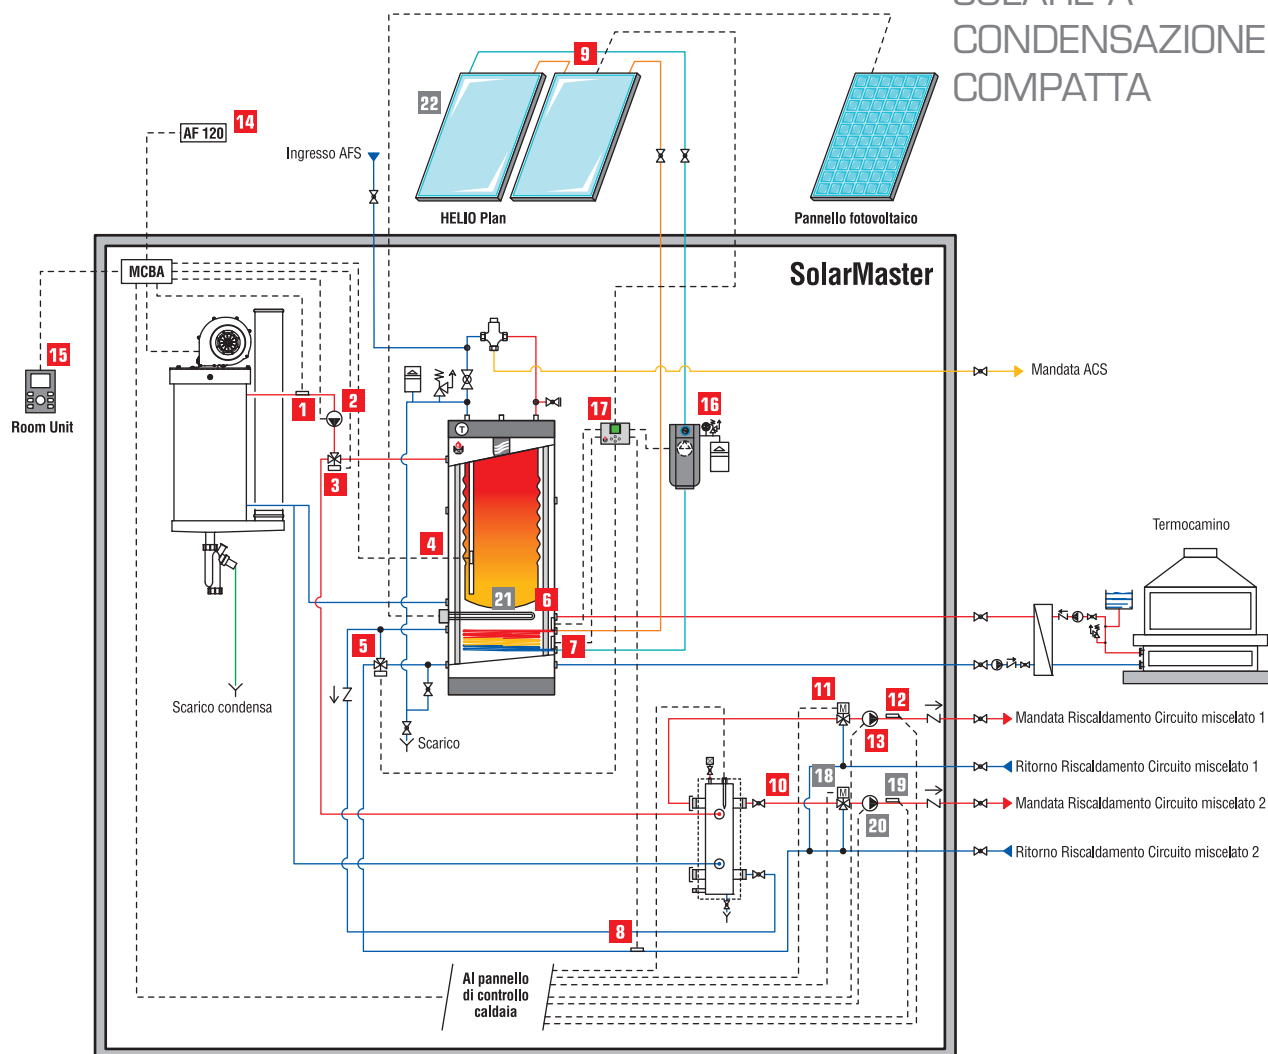 SOLARE A
CONDENSAZIONE
COMPATTA
9
22
14
AF 120
Ingresso AFS
HELIO Plan
Pannello fotovoltaico
MCBA
SolarMaster
15
Room Unit
1
2
3
17
16
Mandata ACS
T
4
21
6
7
5
Termocamino
Scarico condensa
Scarico
11
M
12
13
Mandata Riscaldamento Circuito miscelato 1
Ritorno Riscaldamento Circuito miscelato 1
10
18
M
19
20
Mandata Riscaldamento Circuito miscelato 2
Ritorno Riscaldamento Circuito miscelato 2
8
Al pannello
di controllo
caldaia